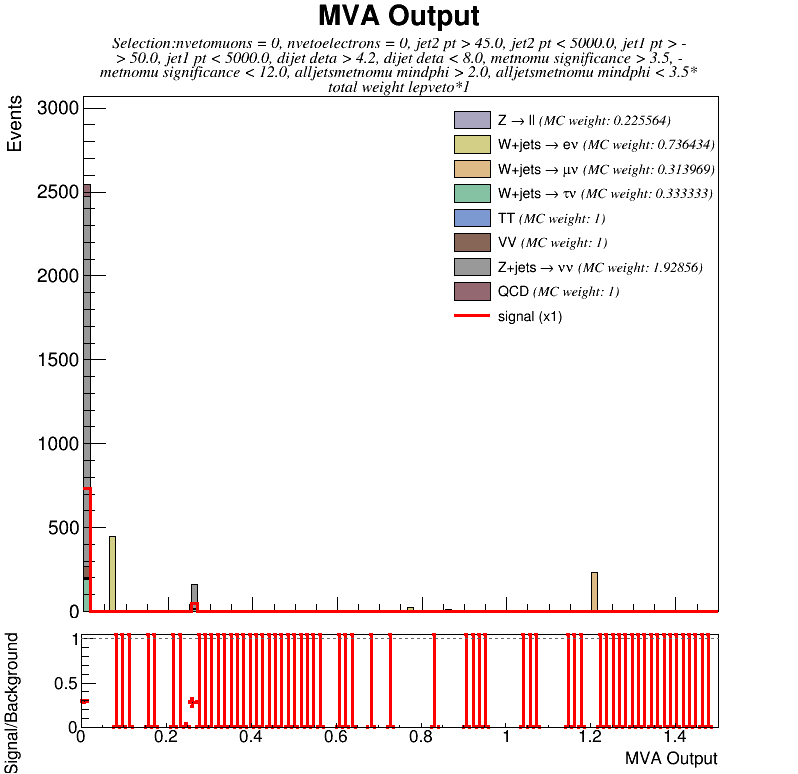 MVA Output
Selection:nvetomuons = 0, nvetoelectrons = 0, jet2 pt > 45.0, jet2 pt < 5000.0, jet1 pt > -
> 50.0, jet1 pt < 5000.0, dijet deta > 4.2, dijet deta < 8.0, metnomu significance > 3.5, -
metnomu significance < 12.0, alljetsmetnomu mindphi > 2.0, alljetsmetnomu mindphi < 3.5*
total weight lepveto*1
Events
3000
2500
2000
1500
1000
500
0
Z → ll (MC weight: 0.225564)
W+jets → eν (MC weight: 0.736434)
W+jets → μν (MC weight: 0.313969)
W+jets → τν (MC weight: 0.333333)
TT (MC weight: 1)
VV (MC weight: 1)
Z+jets → νν (MC weight: 1.92856)
QCD (MC weight: 1)
signal (x1)
Signal/Background
1
0.5
0
0 0.2 0.4 0.6 0.8 1 1.2 1.4
MVA Output